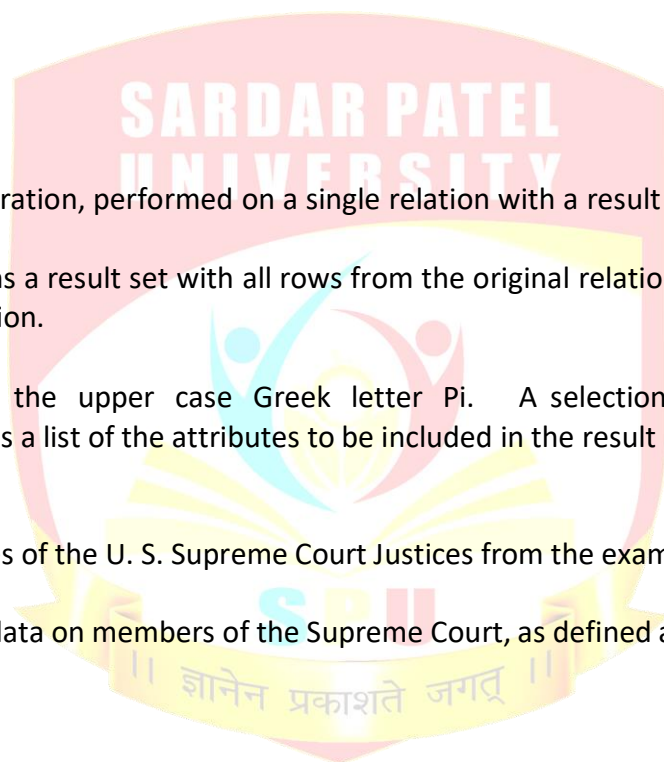 SARDAR PATEL
UNIVERSITY
ration, performed on a single relation with a result
s a result set with all rows from the original relatio
ion.
the upper case Greek letter Pi. A selection
s a list of the attributes to be included in the result
s of the U. S. Supreme Court Justices from the exam
data on members of the Supreme Court, as defined a
SPU
॥ ज्ञानेन प्रकाशते जगत् ॥